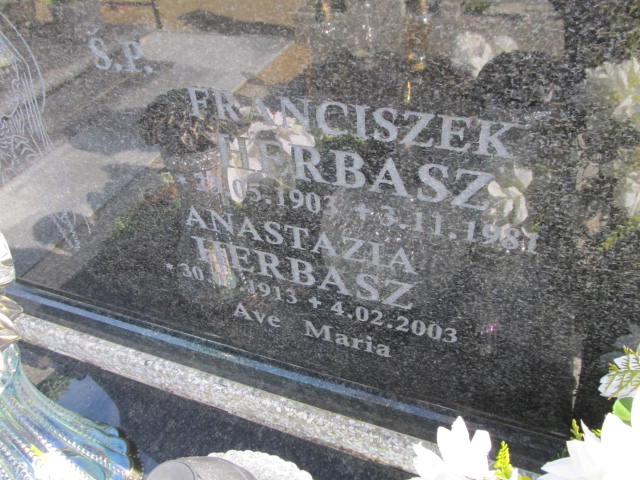 Ś.P.
FRANCISZEK
HERBASZ
05.1903 + 3.11.1981
ANASTAZIA
HERBASZ
* 30. 1913 + 4.02.2003
Ave Maria